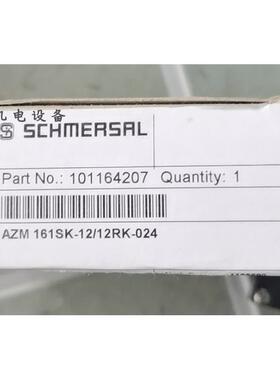 机电设备
SCHMERSAL
Part No.: 101164207 Quantity: 1
AZM 161SK-12/12RK-024